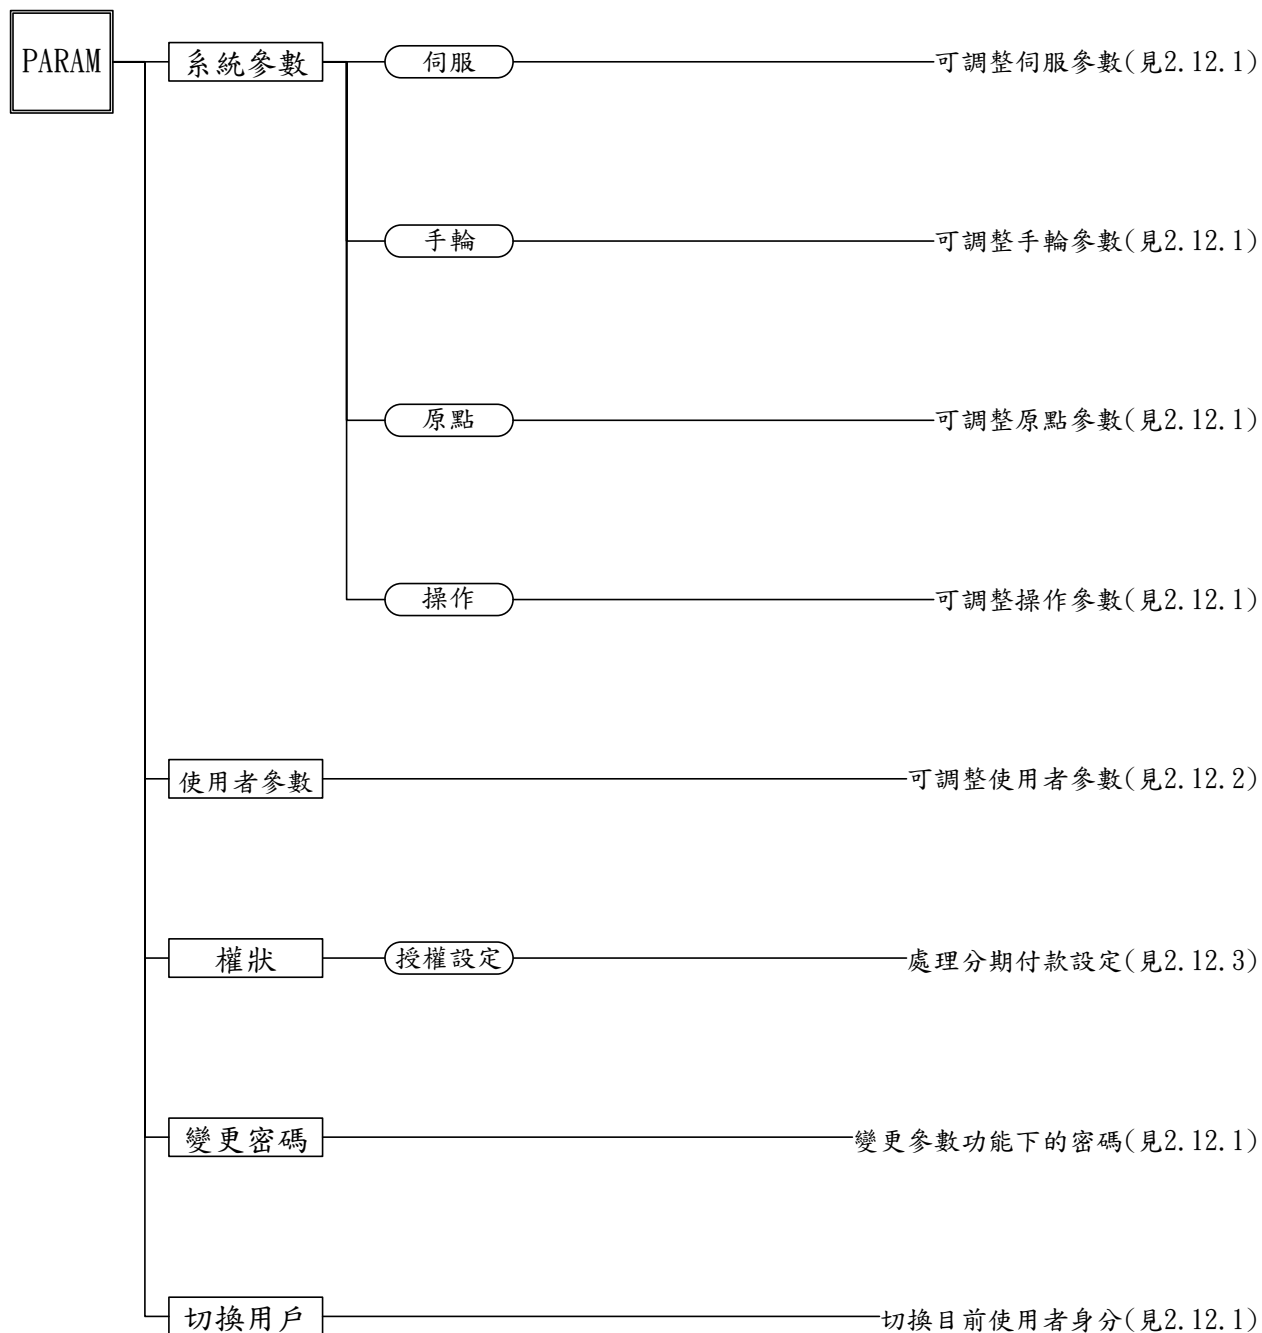 PARAM
系統參數
伺服
可調整伺服參數(見2.12.1)
手輪
可調整手輪參數(見2.12.1)
原點
可調整原點參數(見2.12.1)
操作
可調整操作參數(見2.12.1)
使用者參數
可調整使用者參數(見2.12.2)
權狀
授權設定
處理分期付款設定(見2.12.3)
變更密碼
變更參數功能下的密碼(見2.12.1)
切換用戶
切換目前使用者身分(見2.12.1)